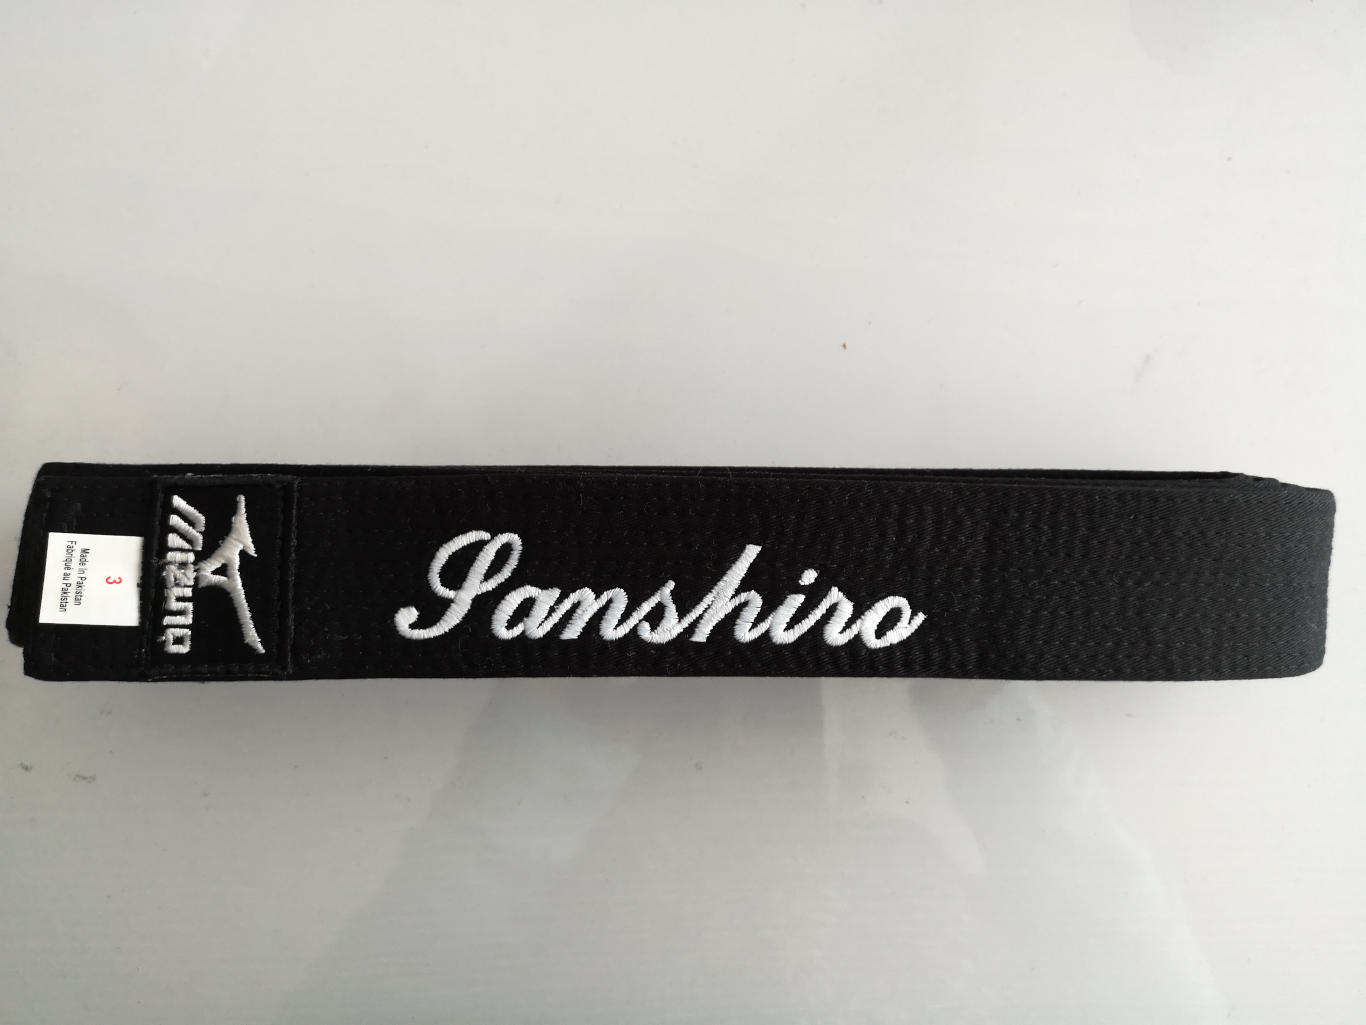 Made in Pakistan
Fabriqué au Pakistan
3
MIZUNO
Sanshiro